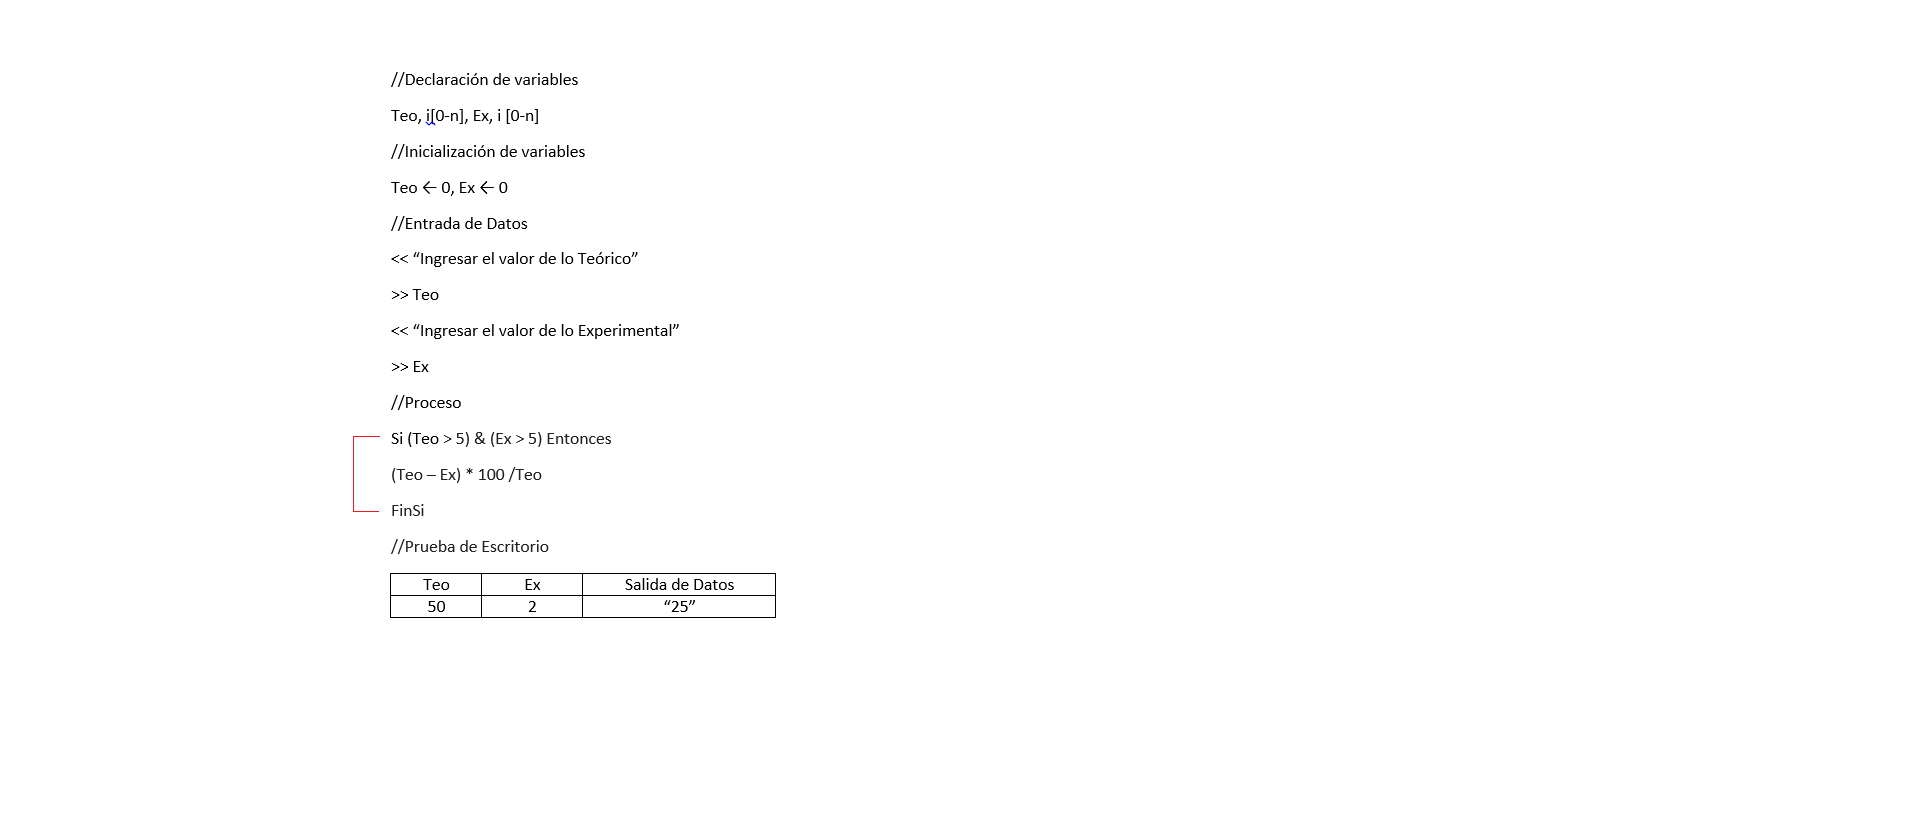 //Declaración de variables
Teo, i[0-n], Ex, i [0-n]
//Inicialización de variables
Teo ← 0, Ex ← 0
//Entrada de Datos
<< “Ingresar el valor de lo Teórico”
>> Teo
<< “Ingresar el valor de lo Experimental”
>> Ex
//Proceso
Si (Teo > 5) & (Ex > 5) Entonces
(Teo – Ex) * 100 /Teo
FinSi
//Prueba de Escritorio
Teo Ex Salida de Datos
50 2 “25”